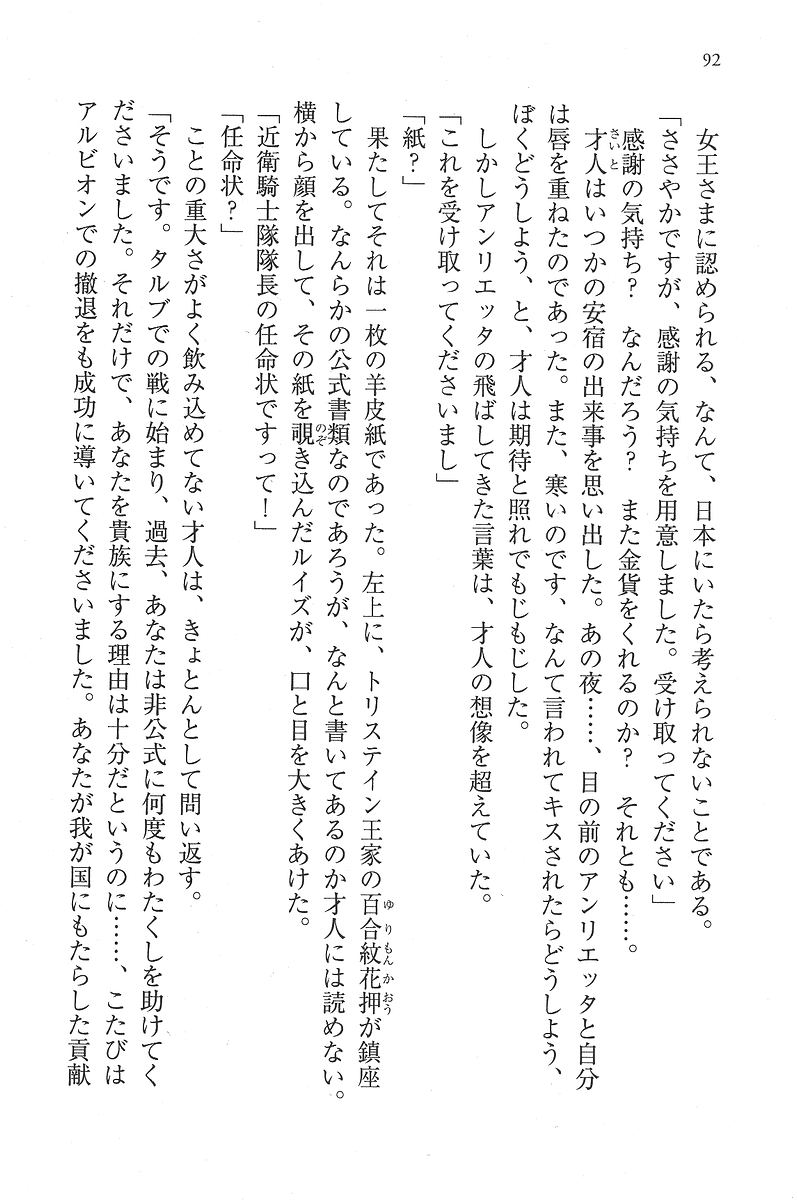 92
女王さまに認められる、なんて、日本にいたら考えられないことである。
「ささやかですが、感謝の気持ちを用意しました。受け取ってください」
感謝の気持ち？　なんだろう？　また金貨をくれるのか？　それとも……。
才人はいつかの安宿の出来事を思い出した。あの夜……、目の前のアンリエッタと自分
は唇を重ねたのであった。また、寒いのです、なんて言われてキスされたらどうしよう、
ぼくどうしよう、と、才人は期待と照れでもじもじした。
しかしアンリエッタの飛ばしてきた言葉は、才人の想像を超えていた。
「これを受け取ってくださいまし」
「紙？」
果たしてそれは一枚の羊皮紙であった。左上に、トリステイン王家の百合紋花押が鎮座
している。なんらかの公式書類なのであろうが、なんと書いてあるのか才人には読めない。
横から顔を出して、その紙を覗き込んだルイズが、口と目を大きくあけた。
「近衛騎士隊隊長の任命状ですって！」
「任命状？」
ことの重大さがよく飲み込めてない才人は、きょとんとして問い返す。
「そうです。タルブでの戦に始まり、過去、あなたは非公式に何度もわたくしを助けてく
ださいました。それだけで、あなたを貴族にする理由は十分だというのに……、こたびは
アルビオンでの撤退をも成功に導いてくださいました。あなたが我が国にもたらした貢献